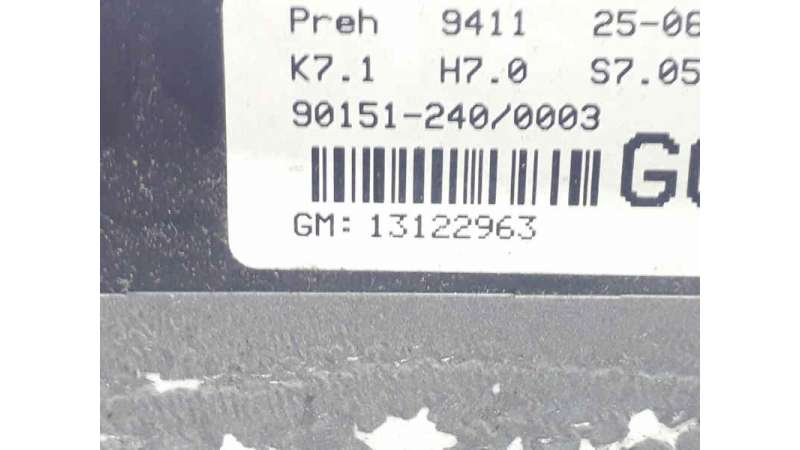 Preh 9411 25-06
K7.1 H7.0 S7.05
90151-240/0003
GM: 13122963